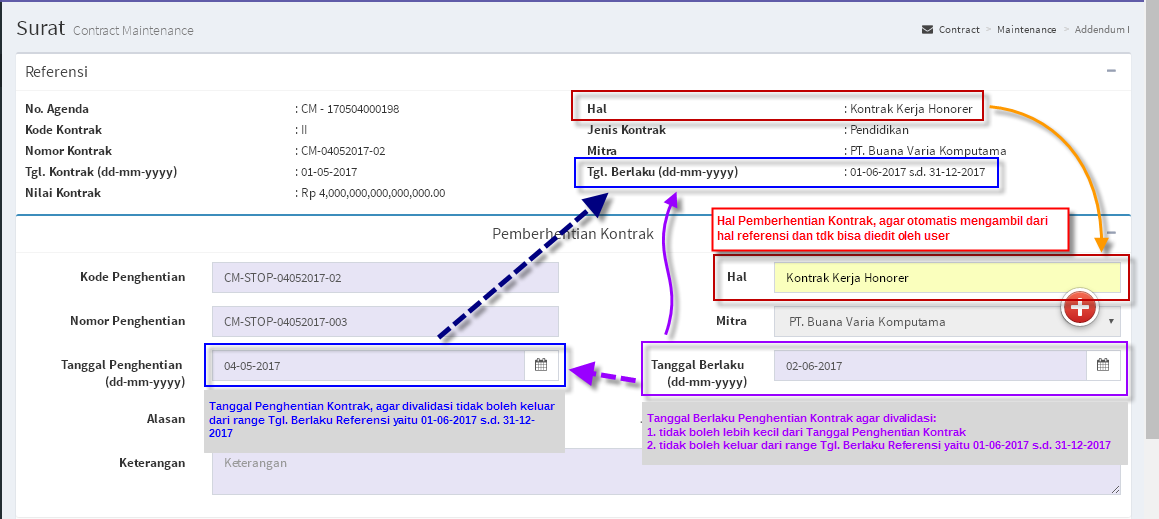 Surat Contract Maintenance
Contract > Maintenance > Addendum I
Referensi
No. Agenda : CM - 170504000198
Hal : Kontrak Kerja Honorer
Kode Kontrak : II
Jenis Kontrak : Pendidikan
Nomor Kontrak : CM-04052017-02
Mitra : PT. Buana Varia Komputama
Tgl. Kontrak (dd-mm-yyyy) : 01-05-2017
Tgl. Berlaku (dd-mm-yyyy) : 01-06-2017 s.d. 31-12-2017
Nilai Kontrak : Rp 4,000,000,000,000,000.00
Hal Pemberhentian Kontrak, agar otomatis mengambil dari
hal referensi dan tdk bisa diedit oleh user
Pemberhentian Kontrak
Kode Penghentian CM-STOP-04052017-02
Hal Kontrak Kerja Honorer
Nomor Penghentian CM-STOP-04052017-003
Mitra PT. Buana Varia Komputama
Tanggal Penghentian
(dd-mm-yyyy)
04-05-2017
Tanggal Berlaku
(dd-mm-yyyy)
02-06-2017
Alasan
Tanggal Penghentian Kontrak, agar divalidasi tidak boleh keluar
dari range Tgl. Berlaku Referensi yaitu 01-06-2017 s.d. 31-12-
2017
Tanggal Berlaku Penghentian Kontrak agar divalidasi:
1. tidak boleh lebih kecil dari Tanggal Penghentian Kontrak
2. tidak boleh keluar dari range Tgl. Berlaku Referensi yaitu 01-06-2017 s.d. 31-12-2017
Keterangan Keterangan